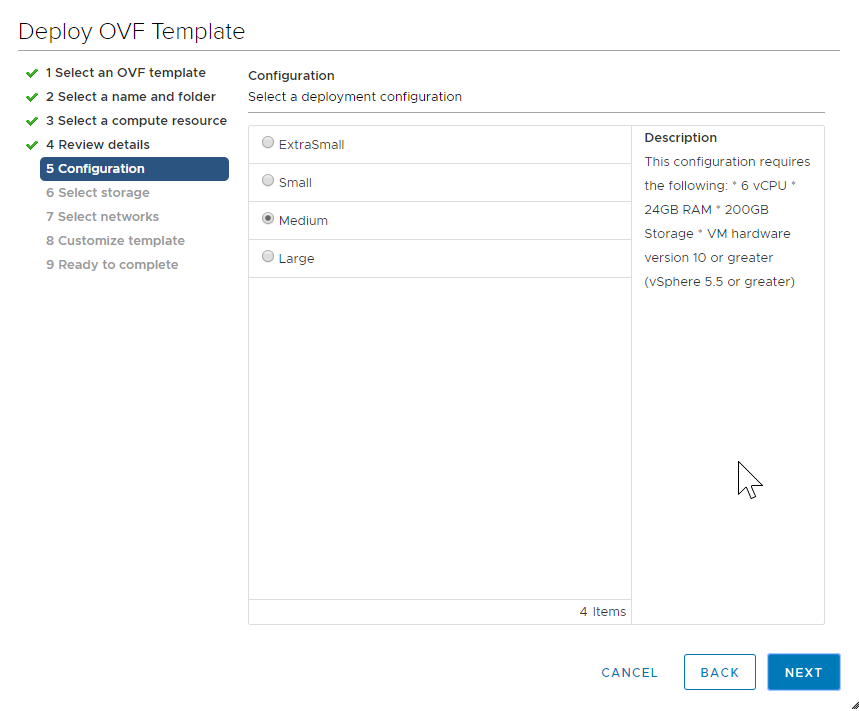 Deploy OVF Template
1 Select an OVF template
2 Select a name and folder
3 Select a compute resource
4 Review details
5 Configuration
6 Select storage
7 Select networks
8 Customize template
9 Ready to complete
Configuration
Select a deployment configuration
ExtraSmall
Small
Medium
Large
4 Items
Description
This configuration requires
the following: * 6 vCPU *
24GB RAM * 200GB
Storage * VM hardware
version 10 or greater
(vSphere 5.5 or greater)
CANCEL
BACK
NEXT